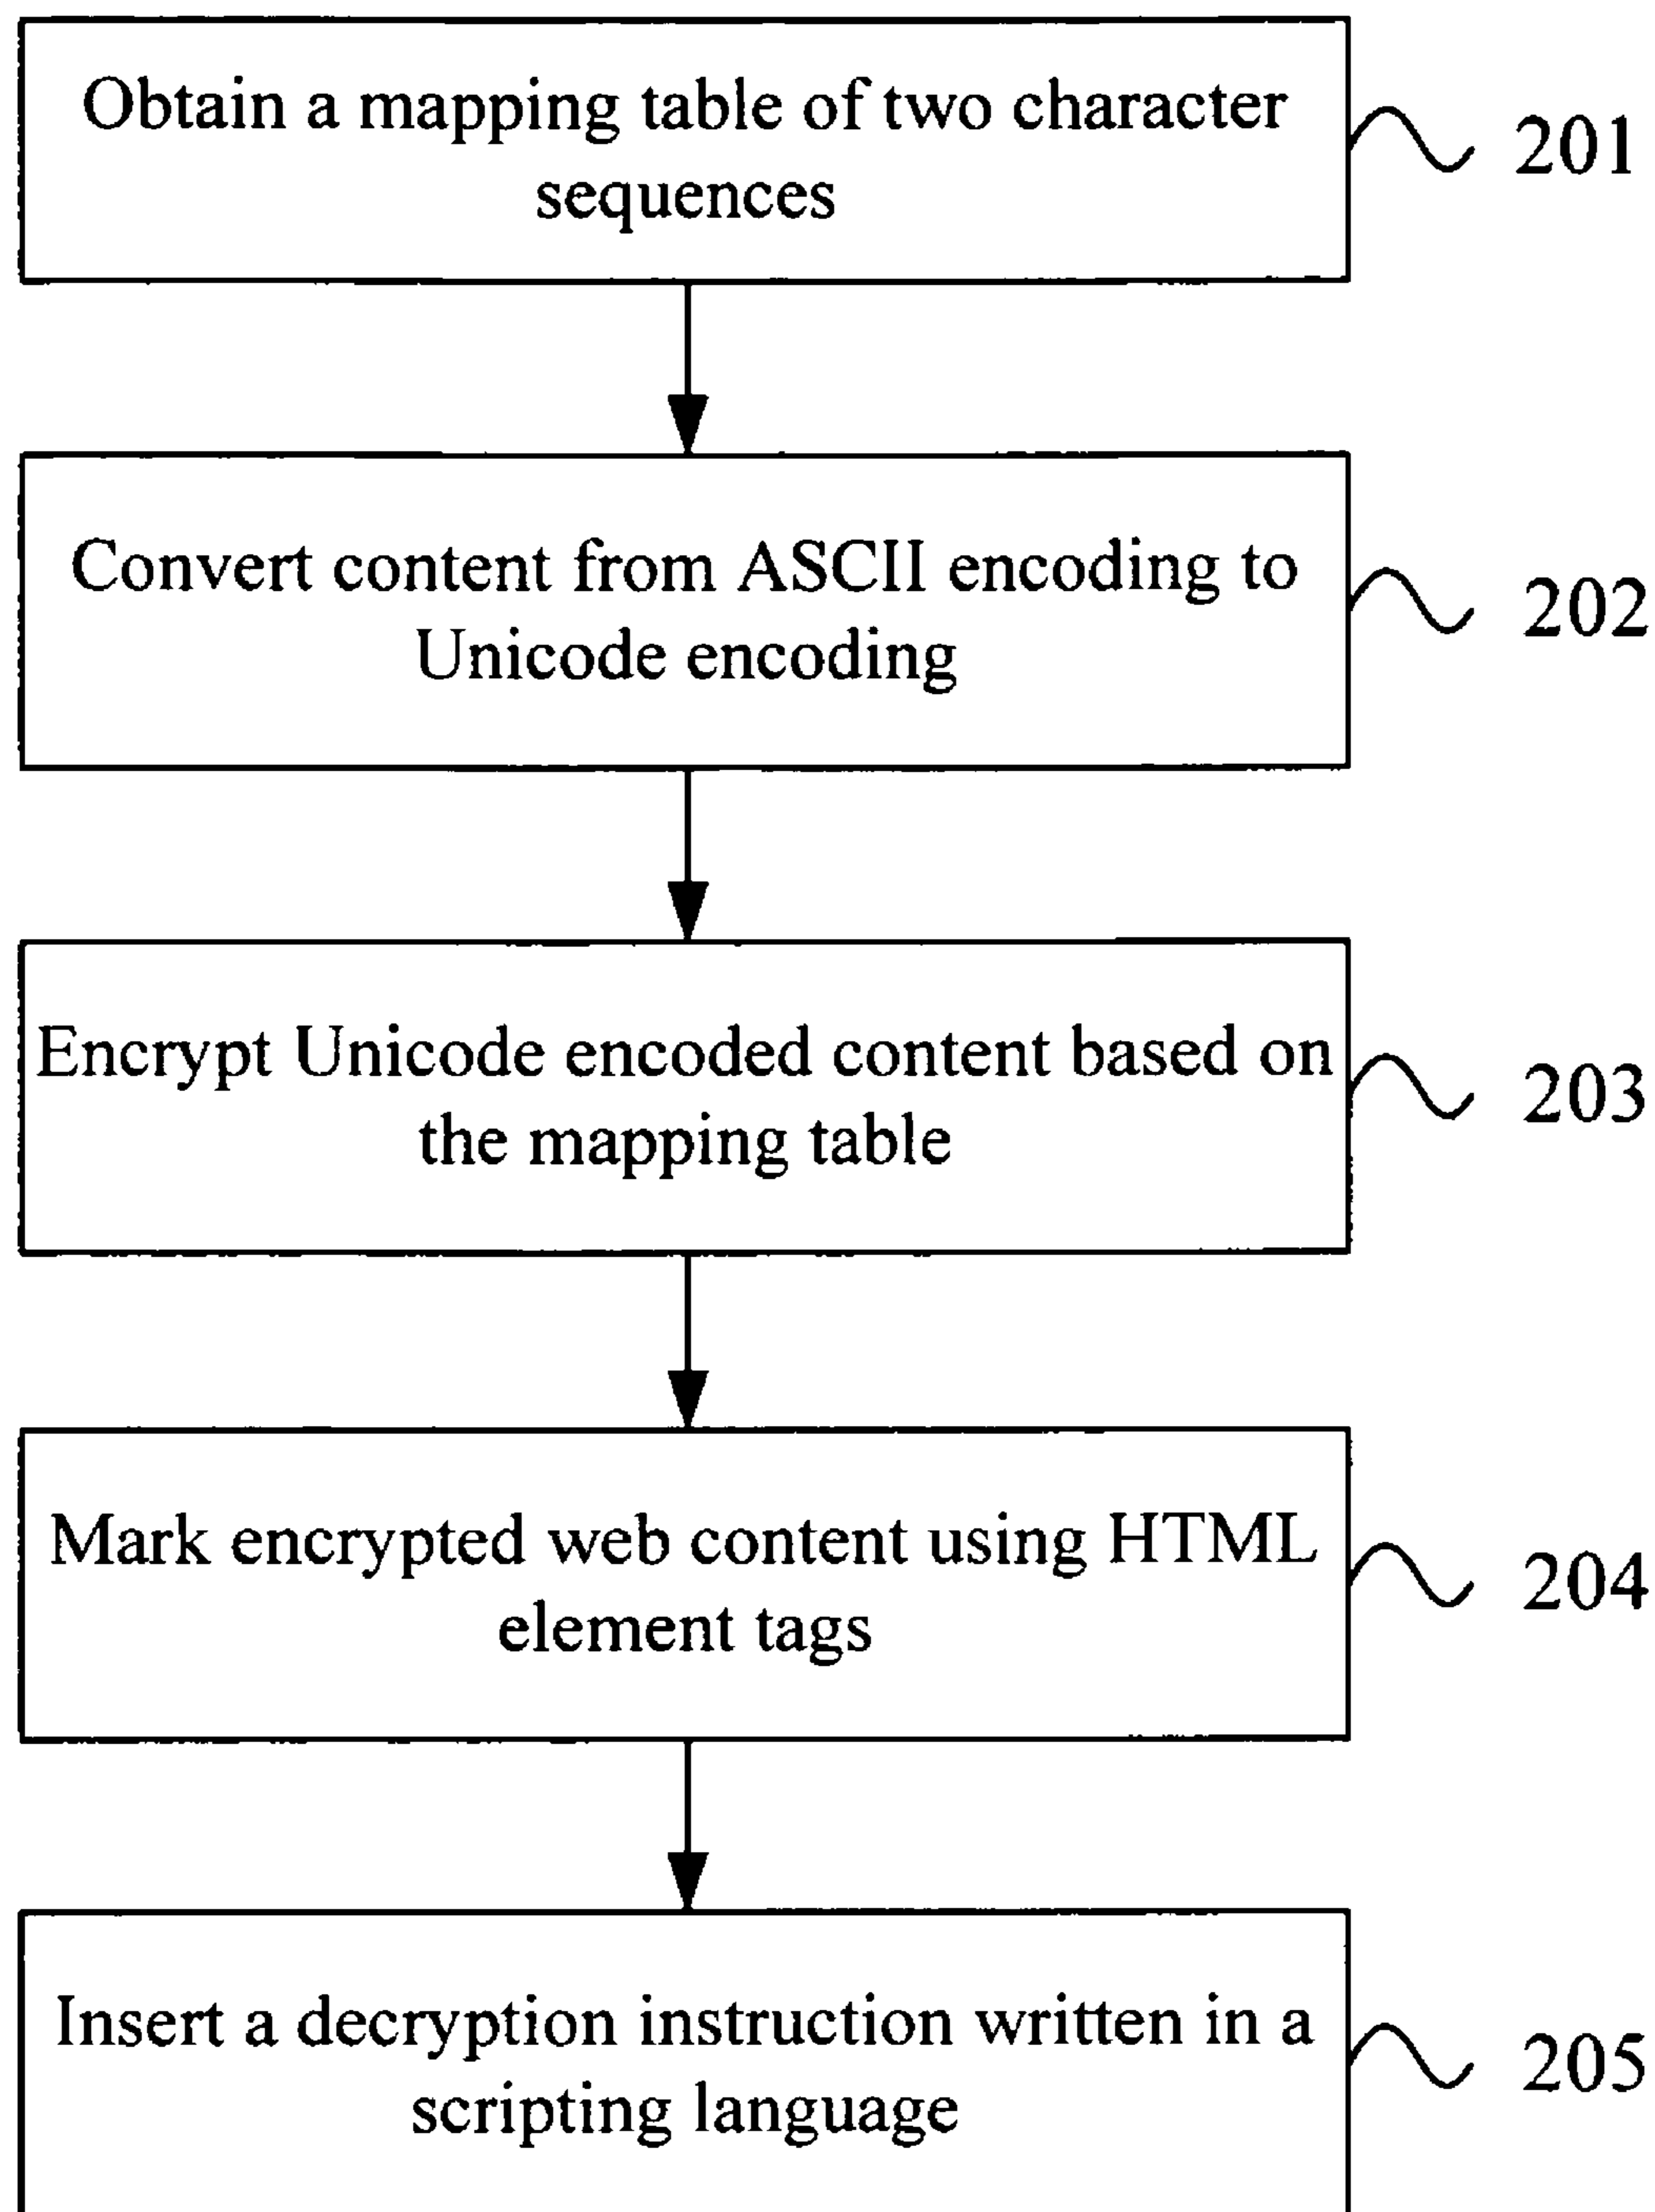 Obtain a mapping table of two character
sequences
201
Convert content from ASCII encoding to
Unicode encoding
202
Encrypt Unicode encoded content based on
the mapping table
203
Mark encrypted web content using HTML
element tags
204
Insert a decryption instruction written in a
scripting language
205